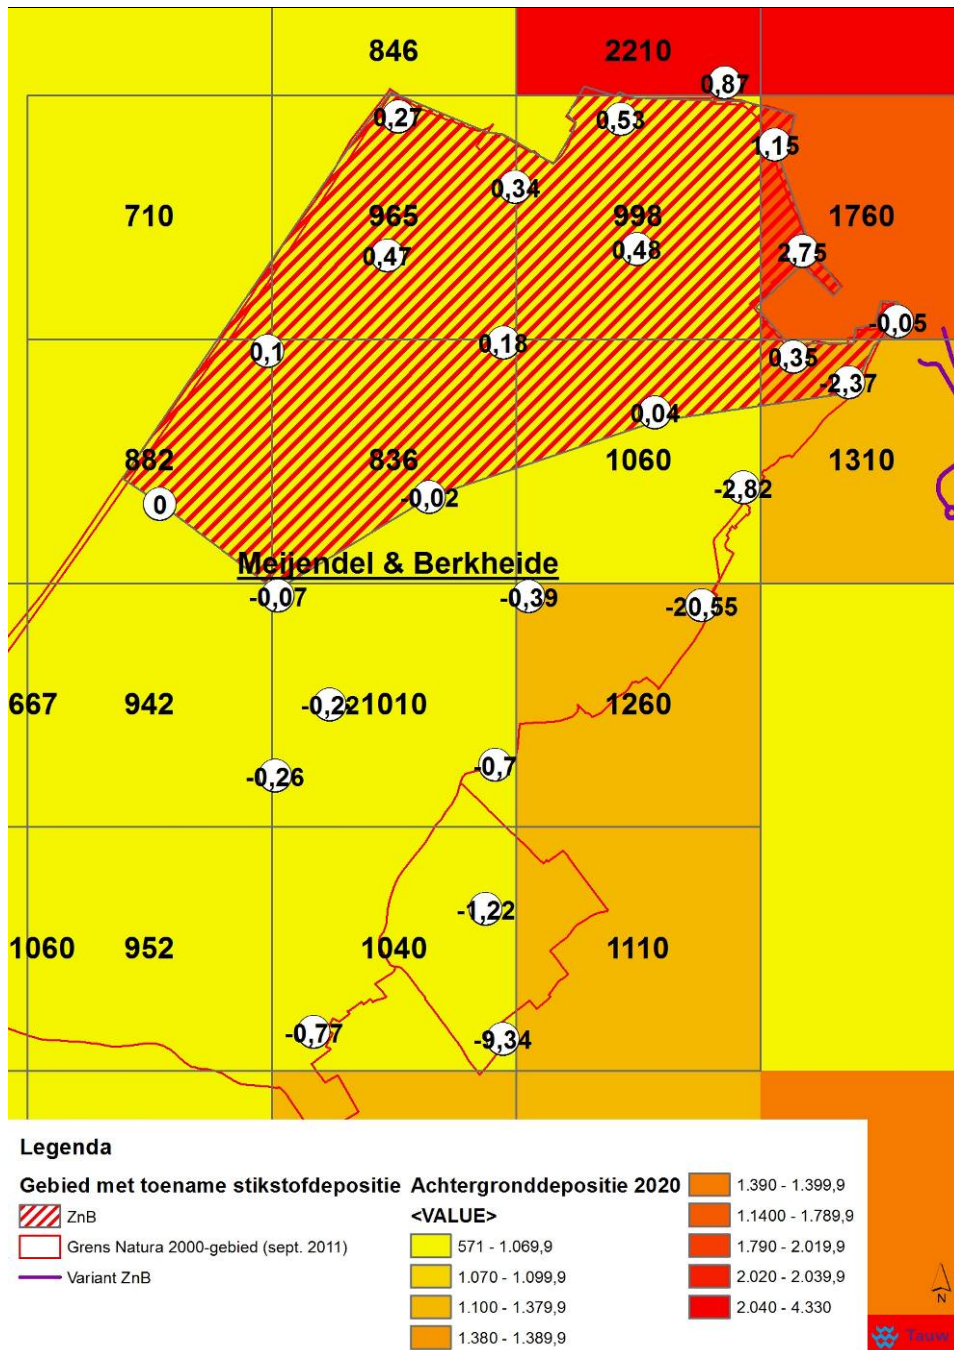 846 2210
0,87
0,27 0,53
1,15
0,34
710 965 998 1760
0,47 0,48 2,75
-0,05
0,1 0,18 0,35
-2,37
0,04
882 836 1060 1310
0 -0,02 -2,82
Meijendel & Berkheide
-0,07 -0,39 -20,55
667 942 -0,22 1010 1260
-0,26 -0,7
-1,22
1060 952 1040 1110
-0,77 -9,34
Legenda
Gebied met toename stikstofdepositie
ZnB
Grens Natura 2000-gebied (sept. 2011)
Variant ZnB
Achtergronddepositie 2020
<VALUE>
571 - 1.069,9
1.070 - 1.099,9
1.100 - 1.379,9
1.380 - 1.389,9
1.390 - 1.399,9
1.1400 - 1.789,9
1.790 - 2.019,9
2.020 - 2.039,9
2.040 - 4.330
N
Tauw